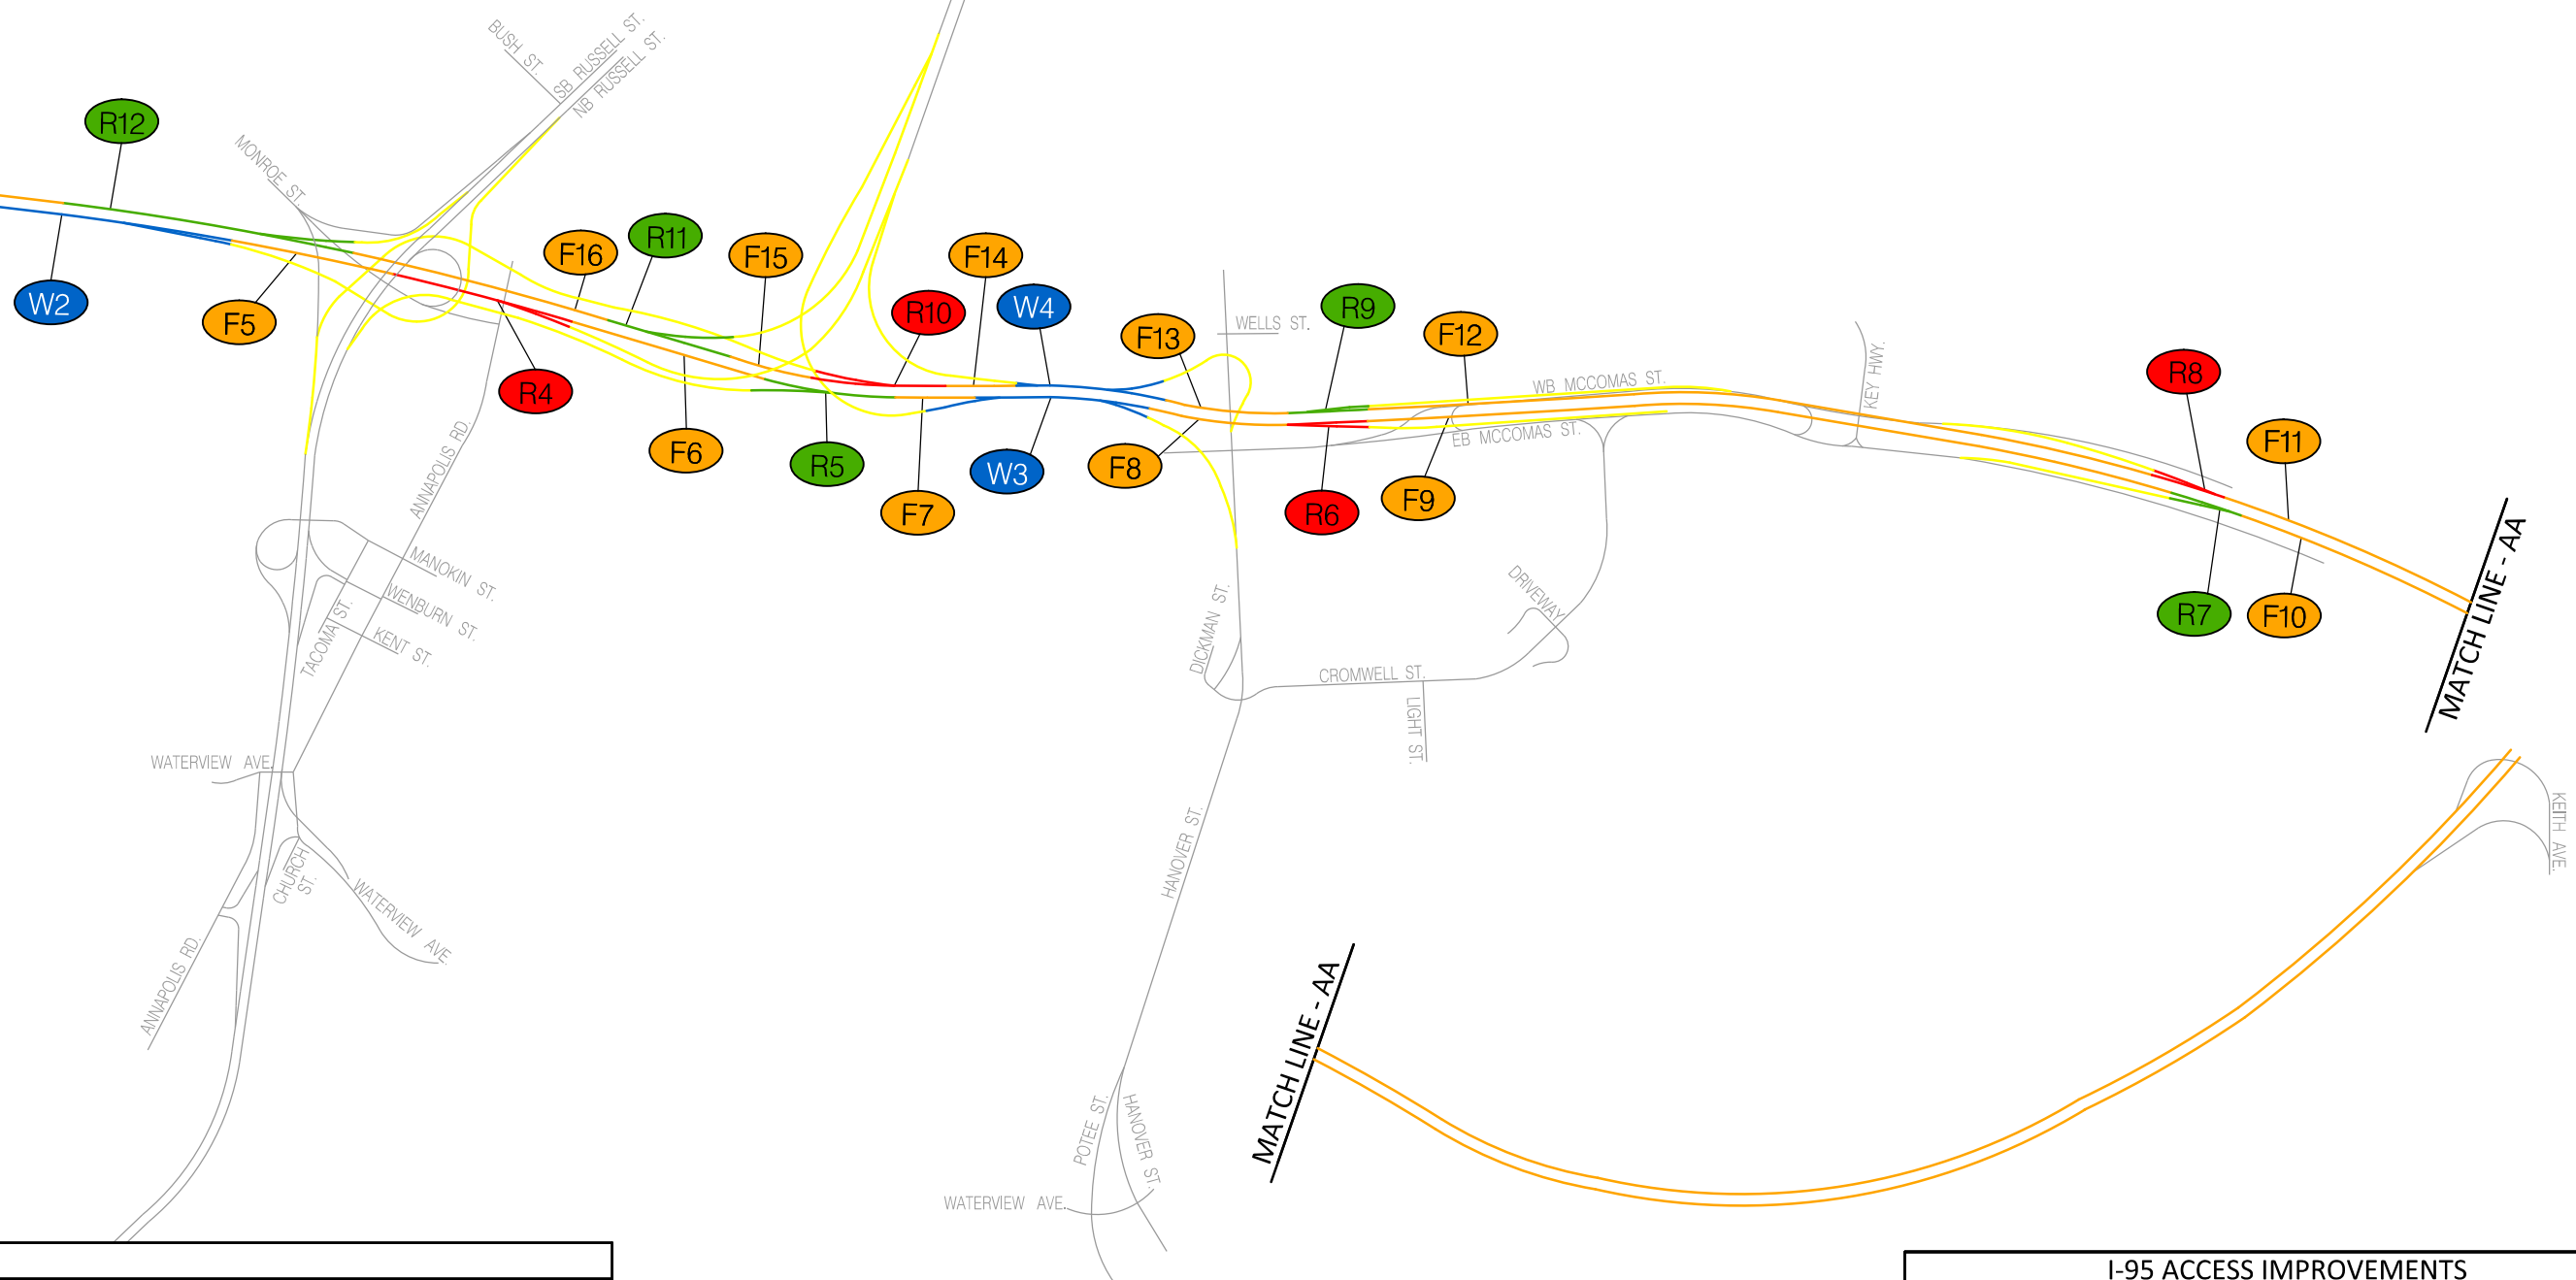 BUSH ST.
SB RUSSELL ST.
NB RUSSELL ST.
R12
MONROE ST.
W2
F5
F16
R11
F15
F14
R10
W4
F13
WELLS ST.
R9
F12
R4
F6
R5
F7
W3
F8
R6
F9
WB MCCOMAS ST.
EB MCCOMAS ST.
KEY HWY.
R8
F11
R7
F10
MATCH LINE - AA
ANNAPOLIS RD.
MANOKIN ST.
WENBURN ST.
KENT ST.
TACOMA ST.
DICKMAN ST.
DRIVEWAY
CROMWELL ST.
LIGHT ST.
WATERVIEW AVE.
CHURCH
ST.
WATERVIEW AVE.
ANNAPOLIS RD.
HANOVER ST.
KEITH AVE.
MATCH LINE - AA
POTEE ST.
HANOVER ST.
WATERVIEW AVE.
I-95 ACCESS IMPROVEMENTS